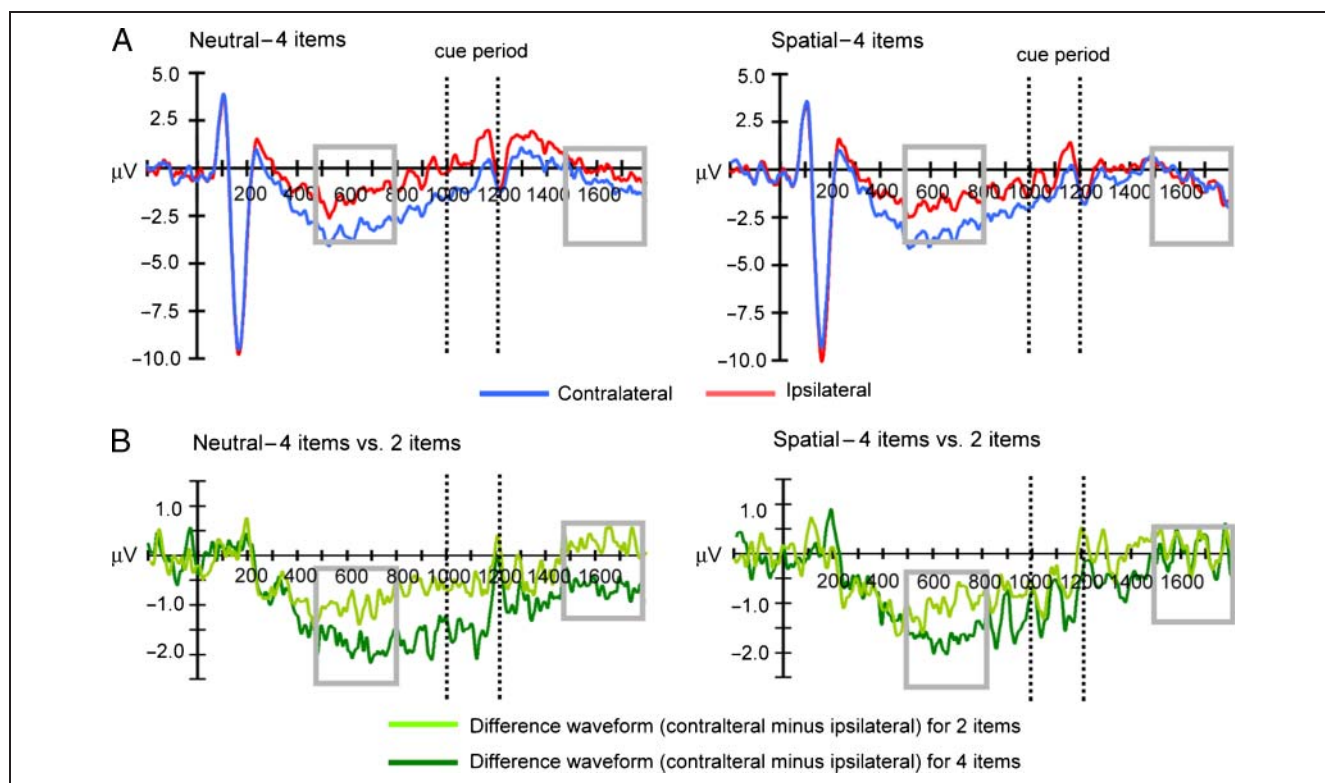 A
Neutral–4 items
cue period
Spatial–4 items
cue period
5.0
2.5
0
μV
−2.5
−5.0
−7.5
−10.0
200 400 600 800 1000 1200 1400 1600
5.0
2.5
0
μV
−2.5
−5.0
−7.5
−10.0
200 400 600 800 1000 1200 1400 1600
Contralateral
Ipsilateral
B
Neutral–4 items vs. 2 items
Spatial–4 items vs. 2 items
1.0
μV
−1.0
−2.0
200 400 600 800 1000 1200 1400 1600
1.0
μV
−1.0
−2.0
200 400 600 800 1000 1200 1400 1600
Difference waveform (contralteral minus ipsilateral) for 2 items
Difference waveform (contralteral minus ipsilateral) for 4 items